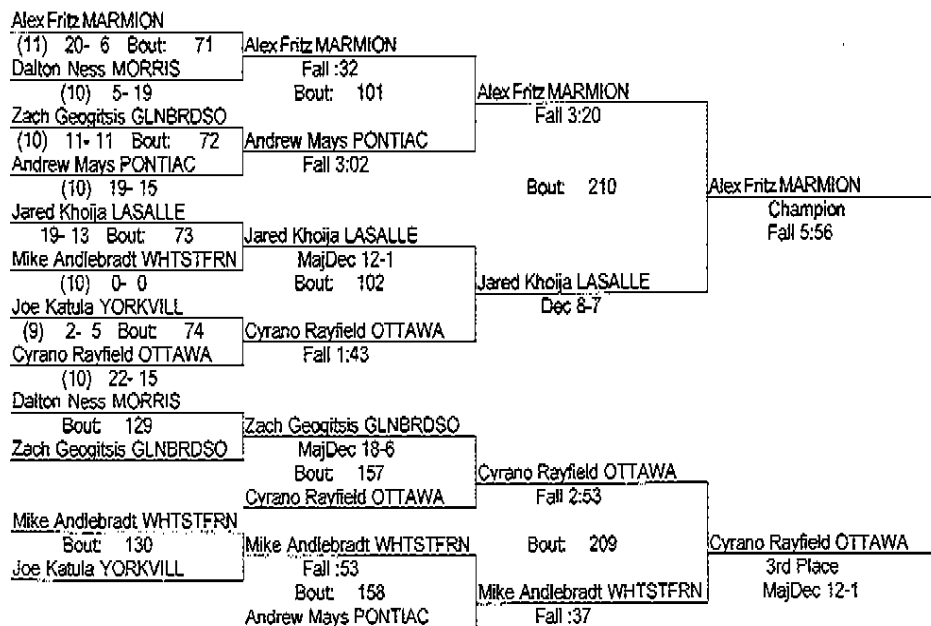 Alex Fritz MARMION
(11) 20- 6 Bout: 71
Dalton Ness MORRIS
(10) 5- 19
Zach Geogitsis GLNBRDSO
(10) 11- 11 Bout: 72
Andrew Mays PONTIAC
(10) 19- 15
Jared Khoija LASALLE
19- 13 Bout: 73
Mike Andlebradt WHTSTFRN
(10) 0- 0
Joe Katula YORKVILL
(9) 2- 5 Bout: 74
Cyrano Rayfield OTTAWA
(10) 22- 15
Dalton Ness MORRIS
Bout: 129
Zach Geogitsis GLNBRDSO
Mike Andlebradt WHTSTFRN
Bout: 130
Joe Katula YORKVILL
Alex Fritz MARMION
Fall :32
Bout: 101
Andrew Mays PONTIAC
Fall 3:02
Jared Khoija LASALLE
MajDec 12-1
Bout: 102
Cyrano Rayfield OTTAWA
Fall 1:43
Zach Geogitsis GLNBRDSO
MajDec 18-6
Bout: 157
Cyrano Rayfield OTTAWA
Mike Andlebradt WHTSTFRN
Fall :53
Bout: 158
Andrew Mays PONTIAC
Alex Fritz MARMION
Fall 3:20
Bout: 210
Jared Khoija LASALLE
Dec 8-7
Cyrano Rayfield OTTAWA
Fall 2:53
Bout: 209
Mike Andlebradt WHTSTFRN
Fall :37
Alex Fritz MARMION
Champion
Fall 5:56
Cyrano Rayfield OTTAWA
3rd Place
MajDec 12-1